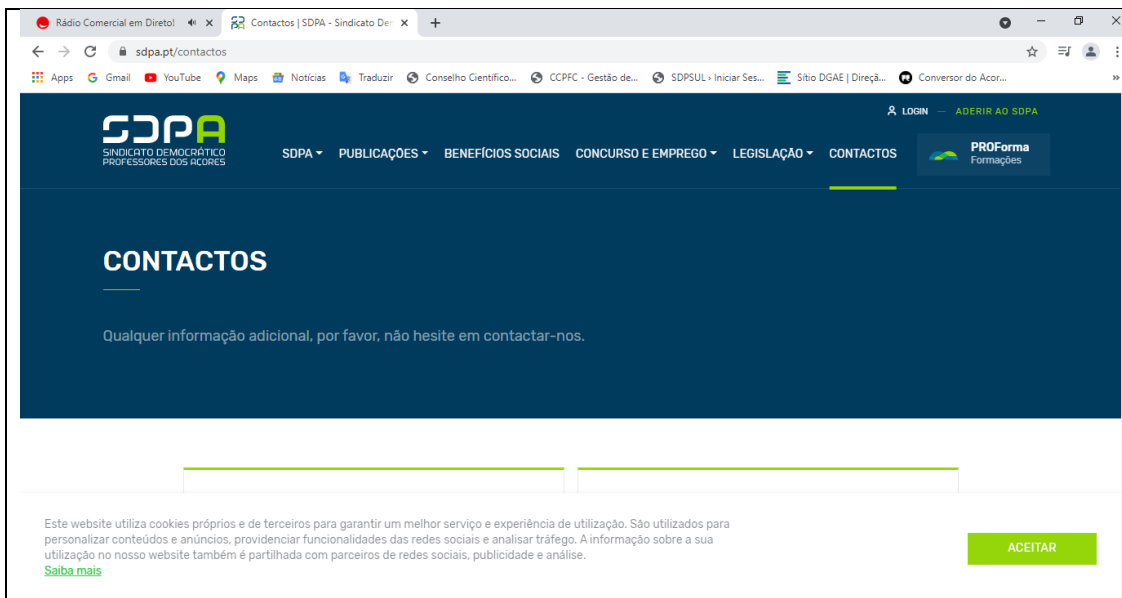 Rádio Comercial em Direto!
Contactos | SDPA - Sindicato Der
sdpa.pt/contactos
Apps Gmail YouTube Maps Notícias Traduzir Conselho Científico... CCPFC - Gestão de... SDPSUL › Iniciar Ses... Sítio DGAE | Direçã... Conversor do Acor... »
LOGIN — ADERIR AO SDPA
SDPA
SINDICATO DEMOCRÁTICO
PROFESSORES DOS AÇORES
SDPA PUBLICAÇÕES BENEFÍCIOS SOCIAIS CONCURSO E EMPREGO LEGISLAÇÃO CONTACTOS
PROForma
Formações
CONTACTOS
Qualquer informação adicional, por favor, não hesite em contactar-nos.
Este website utiliza cookies próprios e de terceiros para garantir um melhor serviço e experiência de utilização. São utilizados para
personalizar conteúdos e anúncios, providenciar funcionalidades das redes sociais e analisar tráfego. A informação sobre a sua
utilização no nosso website também é partilhada com parceiros de redes sociais, publicidade e análise.
Saiba mais
ACEITAR